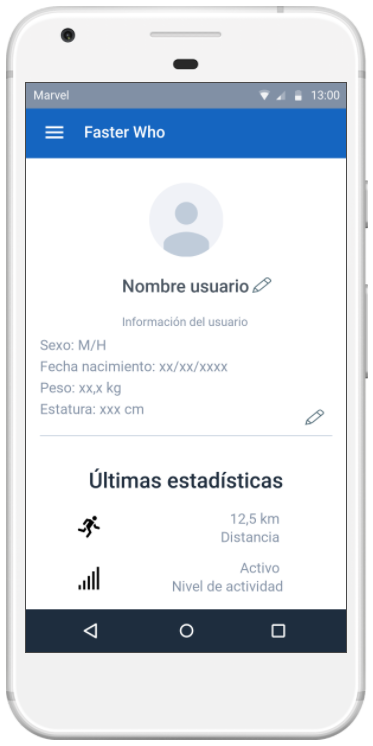 Marvel 13:00
Faster Who
Nombre usuario
Información del usuario
Sexo: M/H
Fecha nacimiento: xx/xx/xxxx
Peso: xx,x kg
Estatura: xxx cm
Últimas estadísticas
12,5 km
Distancia
Activo
Nivel de actividad